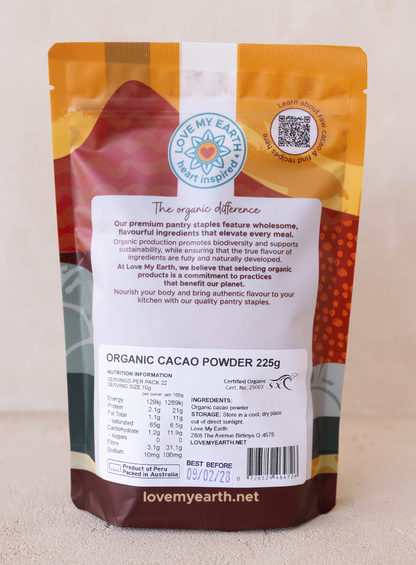 LOVE MY EARTH
heart inspired
Learn about raw
cacao & find recipes here
The organic difference
Our premium pantry staples feature wholesome,
flavourful ingredients that elevate every meal.
Organic production promotes biodiversity and supports
sustainability, while ensuring that the true flavour of
ingredients are fully and naturally developed.
At Love My Earth, we believe that selecting organic
products is a commitment to practices
that benefit our planet.
Nourish your body and bring authentic flavour to your
kitchen with our quality pantry staples.
ORGANIC CACAO POWDER 225g
NUTRITION INFORMATION
SERVINGS PER PACK 22
SERVING SIZE 10g
per serve per 100g
Energy 129kj 1289kj
Protein 2.1g 21g
Fat Total 1.1g 11g
saturated .65g 6.5g
Carbohydrate 1.2g 11.9g
sugars 0 0
Fibre 3.1g 31.1g
Sodium 10mg 100mg
Certified Organic
Cert. No. 25003
SXC
INGREDIENTS:
Organic cacao powder
STORAGE: Store in a cool, dry place
out of direct sunlight.
Love My Earth
28/8 The Avenue Birtinya Q 4575
LOVEMYEARTH.NET
Product of Peru
Packed in Australia
BEST BEFORE
09/02/28
lovemyearth.net